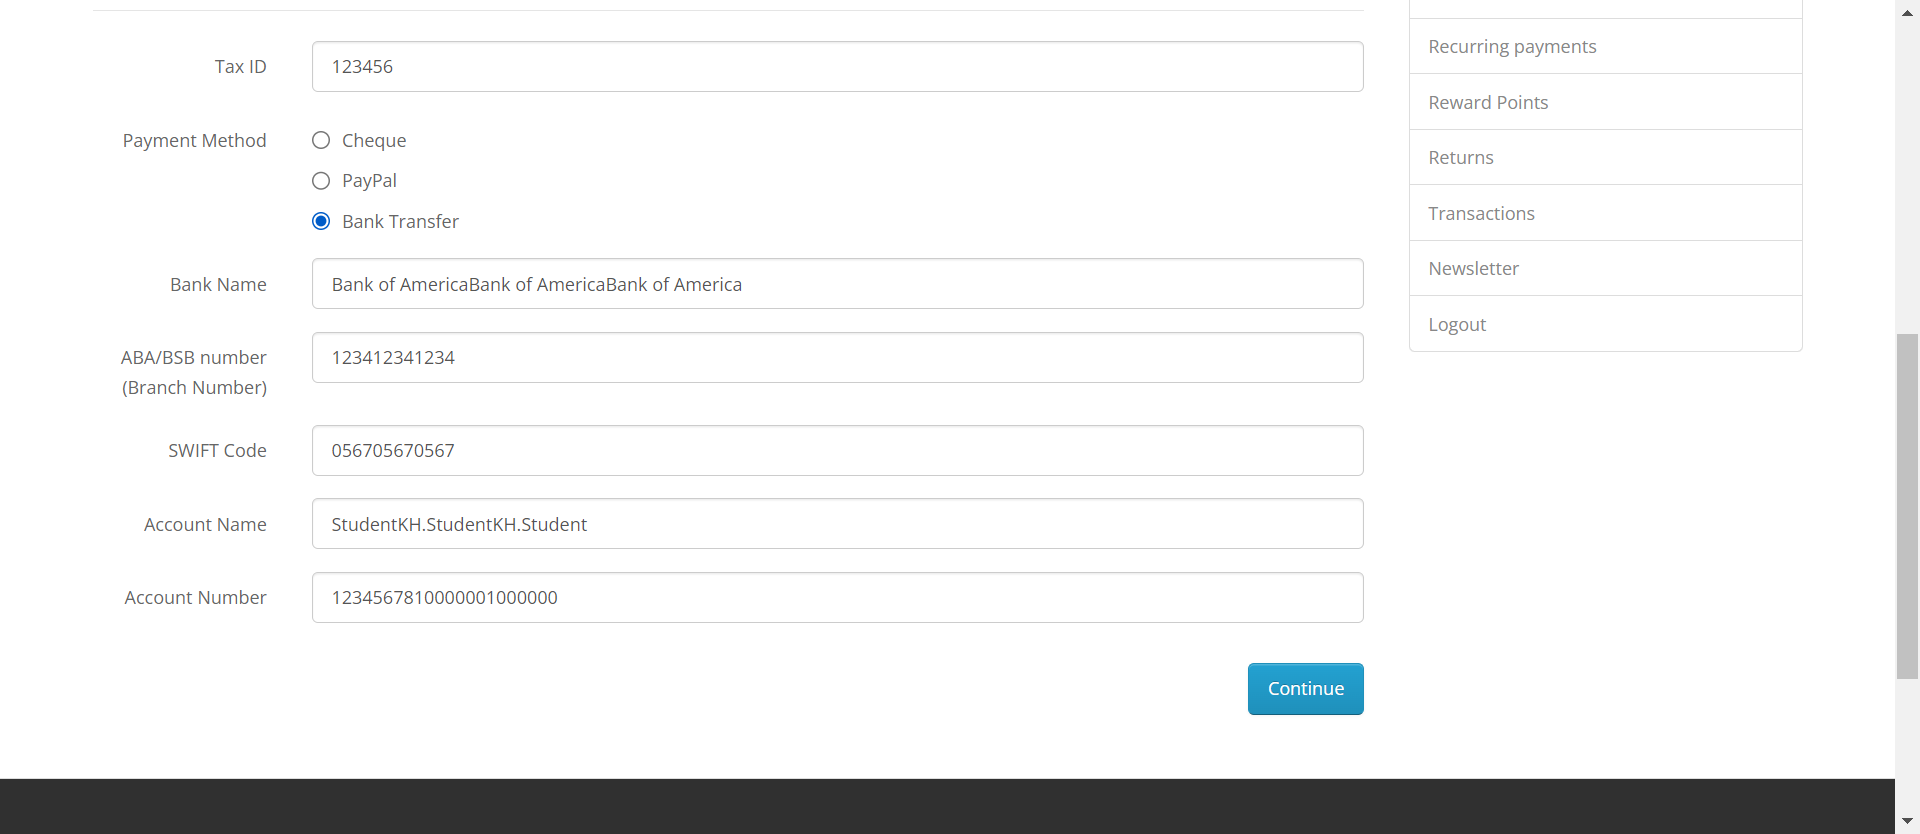 Tax ID
123456
Payment Method
Cheque
PayPal
Bank Transfer
Bank Name
Bank of AmericaBank of AmericaBank of America
ABA/BSB number
(Branch Number)
123412341234
SWIFT Code
056705670567
Account Name
StudentKH.StudentKH.Student
Account Number
1234567810000001000000
Continue
Recurring payments
Reward Points
Returns
Transactions
Newsletter
Logout